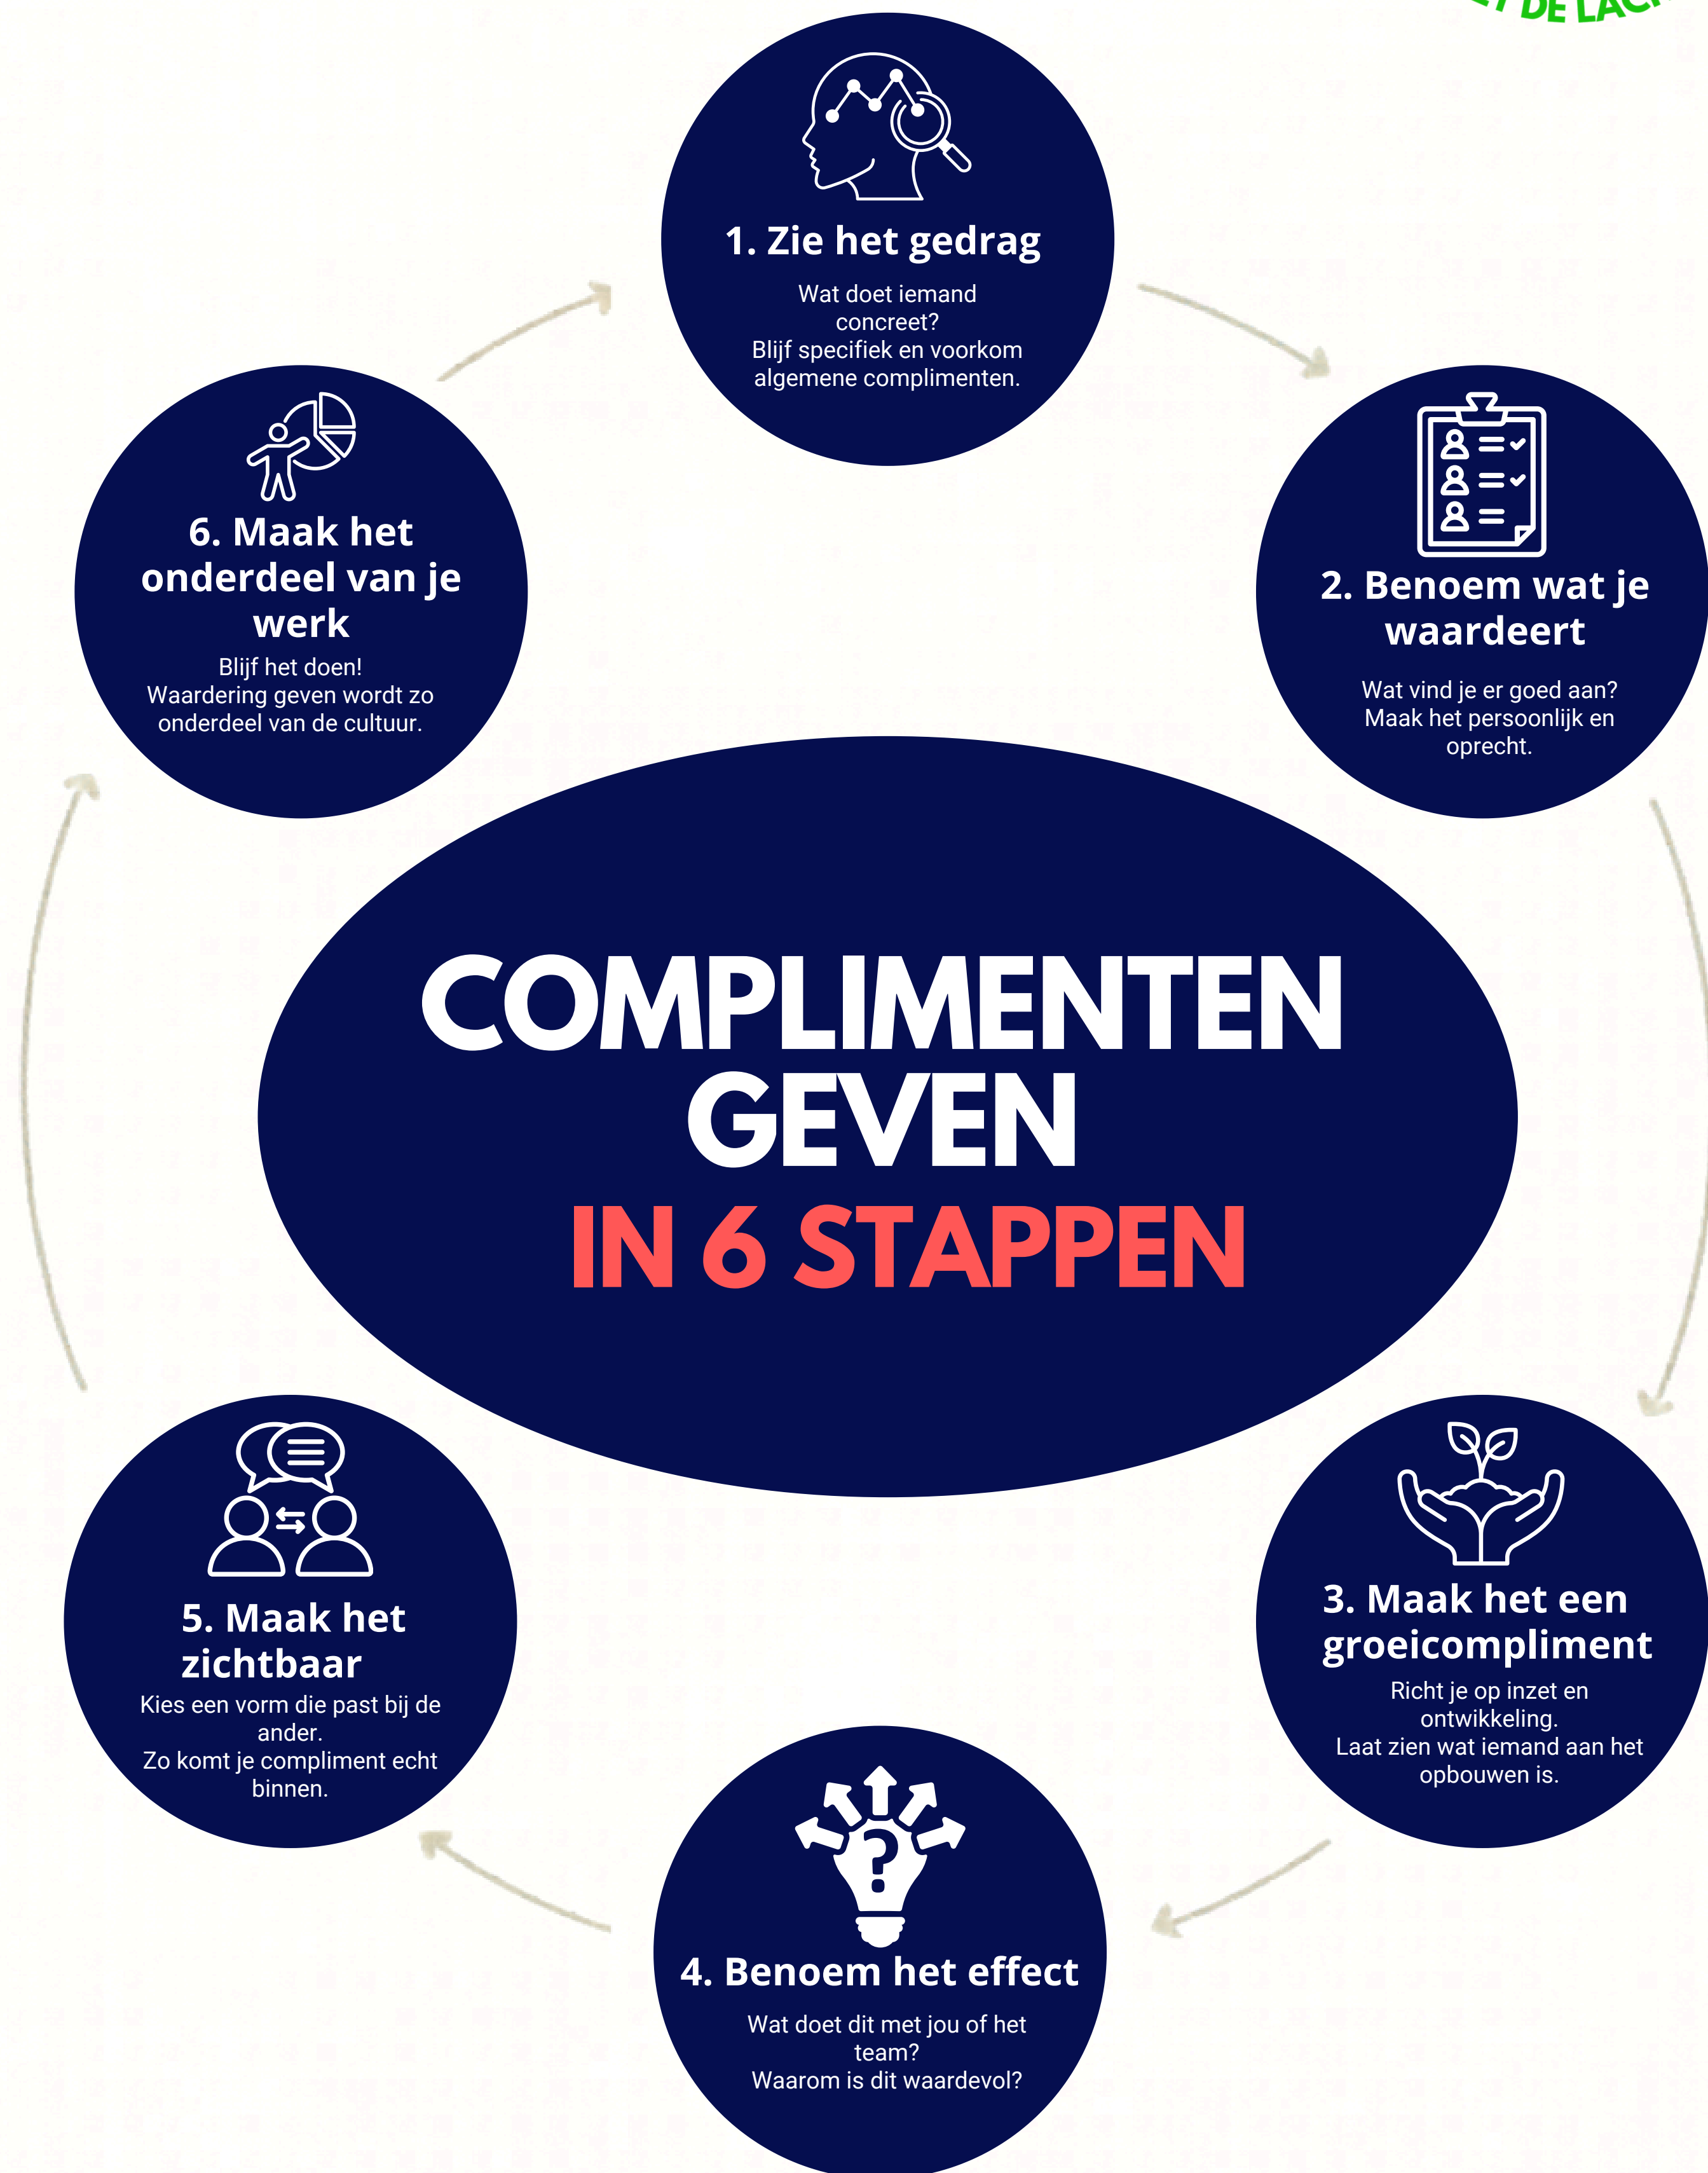 DE
1. Zie het gedrag
Wat doet iemand
concreet?
Blijf specifiek en voorkom
algemene complimenten.
2. Benoem wat je
waardeert
Wat vind je er goed aan?
Maak het persoonlijk en
oprecht.
3. Maak het een
groeicompliment
Richt je op inzet en
ontwikkeling.
Laat zien wat iemand aan het
opbouwen is.
4. Benoem het effect
Wat doet dit met jou of het
team?
Waarom is dit waardevol?
5. Maak het
zichtbaar
Kies een vorm die past bij de
ander.
Zo komt je compliment echt
binnen.
6. Maak het
onderdeel van je
werk
Blijf het doen!
Waardering geven wordt zo
onderdeel van de cultuur.
COMPLIMENTEN
GEVEN
IN 6 STAPPEN